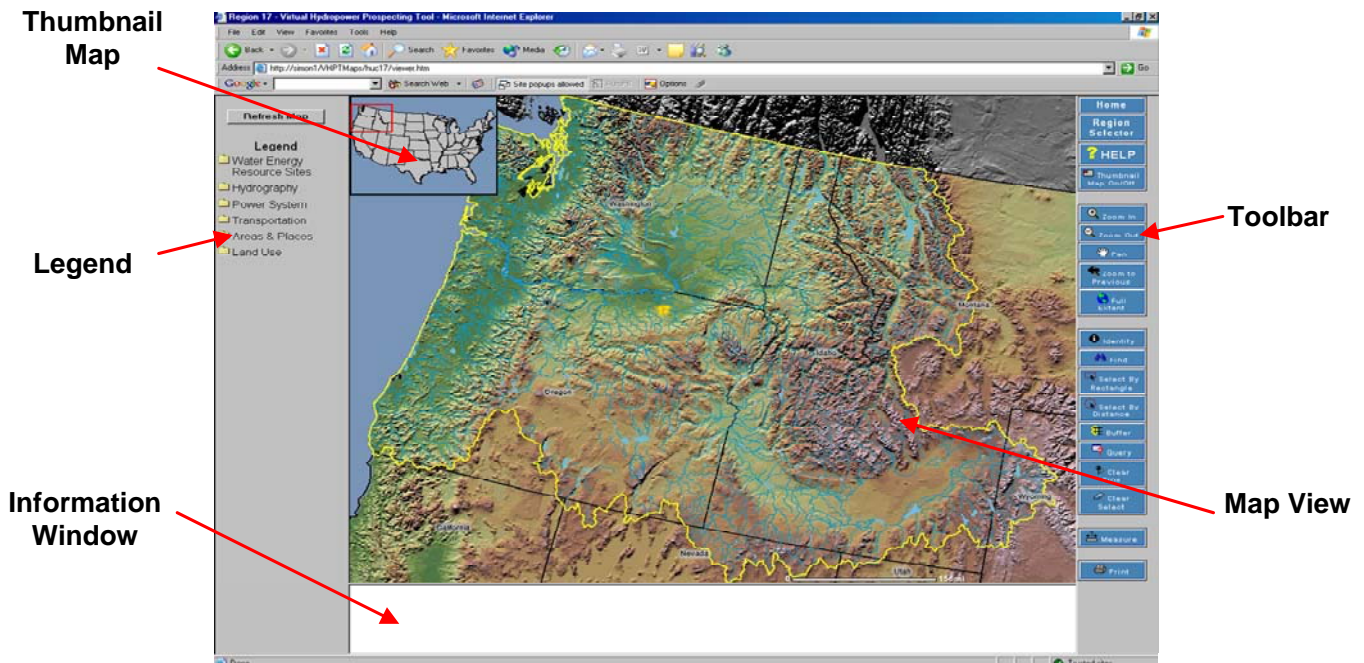 Thumbnail
Map
Legend
Information
Window
Toolbar
Map View
Region 17 - Virtual Hydropower Prospecting Tool - Microsoft Internet Explorer
File Edit View Favorites Tools Help
Back Search Favorites Media
Address http://simon1/VHPTMaps/huc17/viewer.htm Go
Google Search Web Site popups allowed Options
Refresh Map
Legend
Water Energy
Resource Sites
Hydrography
Power System
Transportation
Areas & Places
Land Use
Washington
Montana
Idaho
Oregon
Wyoming
California
Nevada
Utah
0
Home
Region
Selector
? HELP
Thumbnail
Map On/Off
Zoom In
Zoom Out
Pan
Zoom to
Previous
Full
Extent
Identify
Find
Select By
Rectangle
Select By
Distance
Buffer
Query
Clear
Clear
Select
Measure
Print
Trusted sites